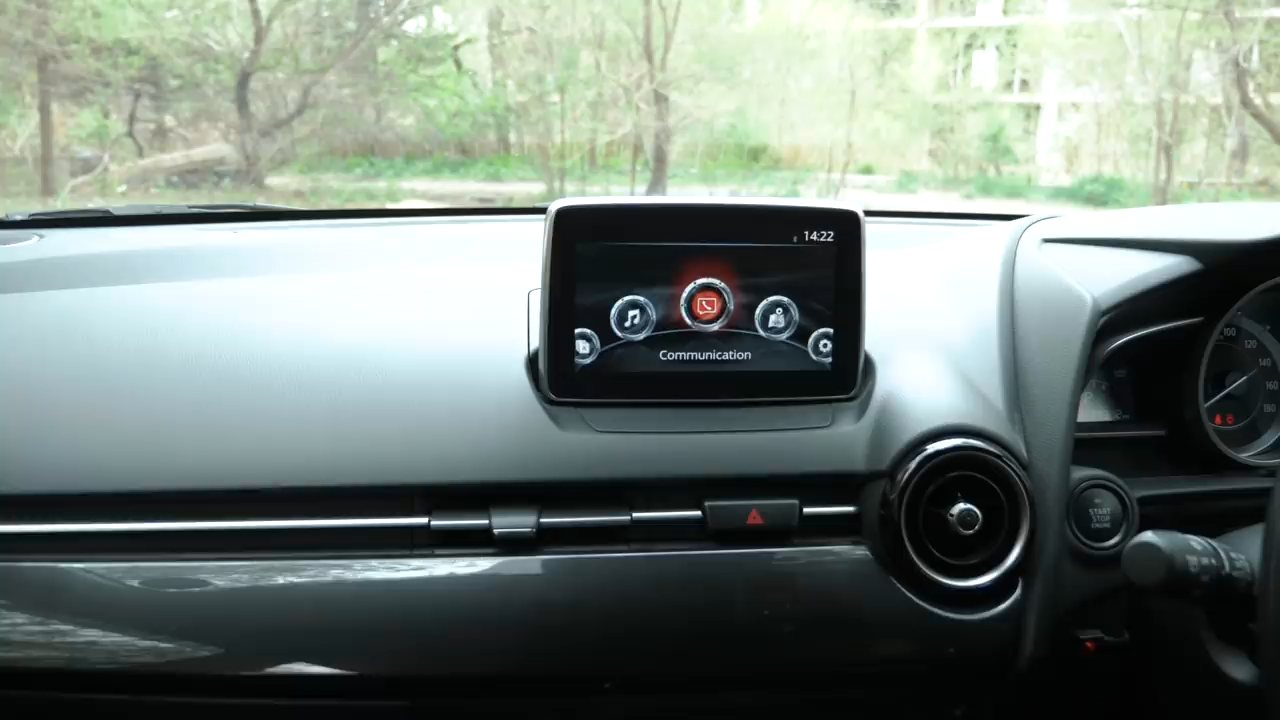 14:22
Communication
100
120
140
160
180
START
STOP
ENGINE